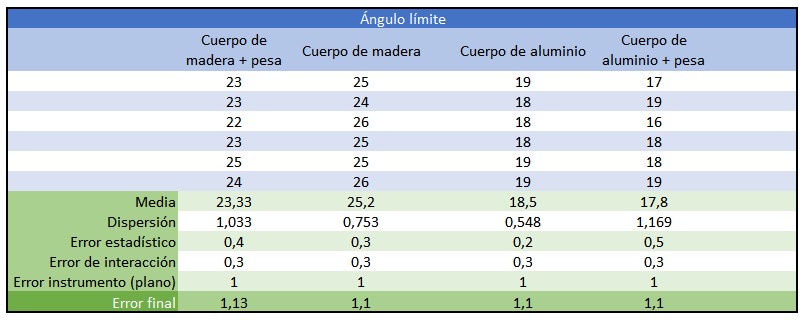 Ángulo límite
Cuerpo de madera + pesa Cuerpo de madera Cuerpo de aluminio Cuerpo de aluminio + pesa
23 25 19 17
23 24 18 19
22 26 18 16
23 25 18 18
25 25 19 18
24 26 19 19
Media 23,33 25,2 18,5 17,8
Dispersión 1,033 0,753 0,548 1,169
Error estadístico 0,4 0,3 0,2 0,5
Error de interacción 0,3 0,3 0,3 0,3
Error instrumento (plano) 1 1 1 1
Error final 1,13 1,1 1,1 1,1